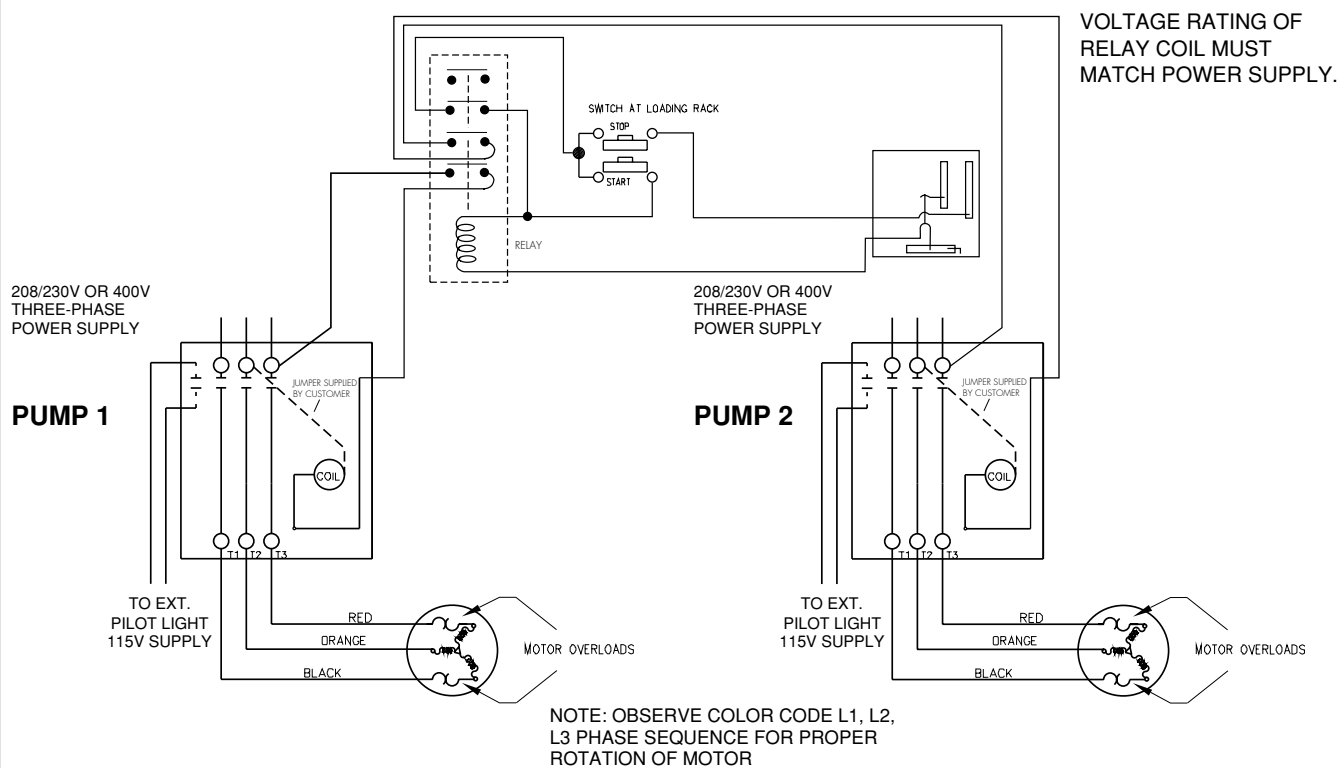 VOLTAGE RATING OF
RELAY COIL MUST
MATCH POWER SUPPLY.
SWITCH AT LOADING RACK
STOP
START
RELAY
208/230V OR 400V
THREE-PHASE
POWER SUPPLY
208/230V OR 400V
THREE-PHASE
POWER SUPPLY
JUMPER SUPPLIED
BY CUSTOMER
JUMPER SUPPLIED
BY CUSTOMER
PUMP 1
PUMP 2
COIL
COIL
T1 T2 T3
T1 T2 T3
TO EXT.
PILOT LIGHT
115V SUPPLY
RED
ORANGE
BLACK
MOTOR OVERLOADS
TO EXT.
PILOT LIGHT
115V SUPPLY
RED
ORANGE
BLACK
MOTOR OVERLOADS
NOTE: OBSERVE COLOR CODE L1, L2,
L3 PHASE SEQUENCE FOR PROPER
ROTATION OF MOTOR